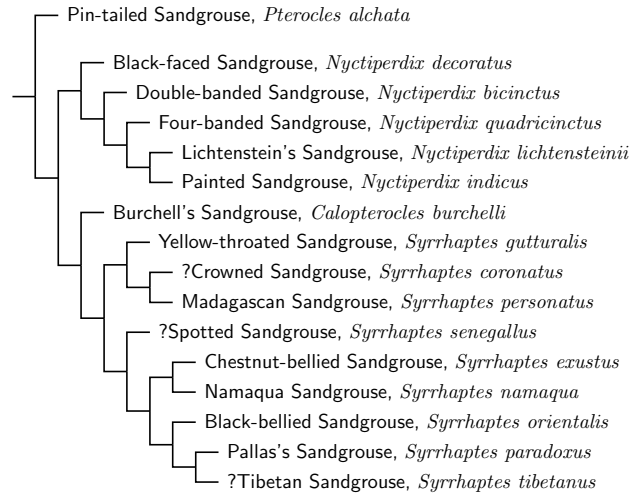 Pin-tailed Sandgrouse, Pterocles alchata
Black-faced Sandgrouse, Nyctiperdix decoratus
Double-banded Sandgrouse, Nyctiperdix bicinctus
Four-banded Sandgrouse, Nyctiperdix quadricinctus
Lichtenstein's Sandgrouse, Nyctiperdix lichtensteinii
Painted Sandgrouse, Nyctiperdix indicus
Burchell's Sandgrouse, Calopterocles burchelli
Yellow-throated Sandgrouse, Syrrhaptes gutturalis
?Crowned Sandgrouse, Syrrhaptes coronatus
Madagascan Sandgrouse, Syrrhaptes personatus
?Spotted Sandgrouse, Syrrhaptes senegallus
Chestnut-bellied Sandgrouse, Syrrhaptes exustus
Namaqua Sandgrouse, Syrrhaptes namaqua
Black-bellied Sandgrouse, Syrrhaptes orientalis
Pallas's Sandgrouse, Syrrhaptes paradoxus
?Tibetan Sandgrouse, Syrrhaptes tibetanus